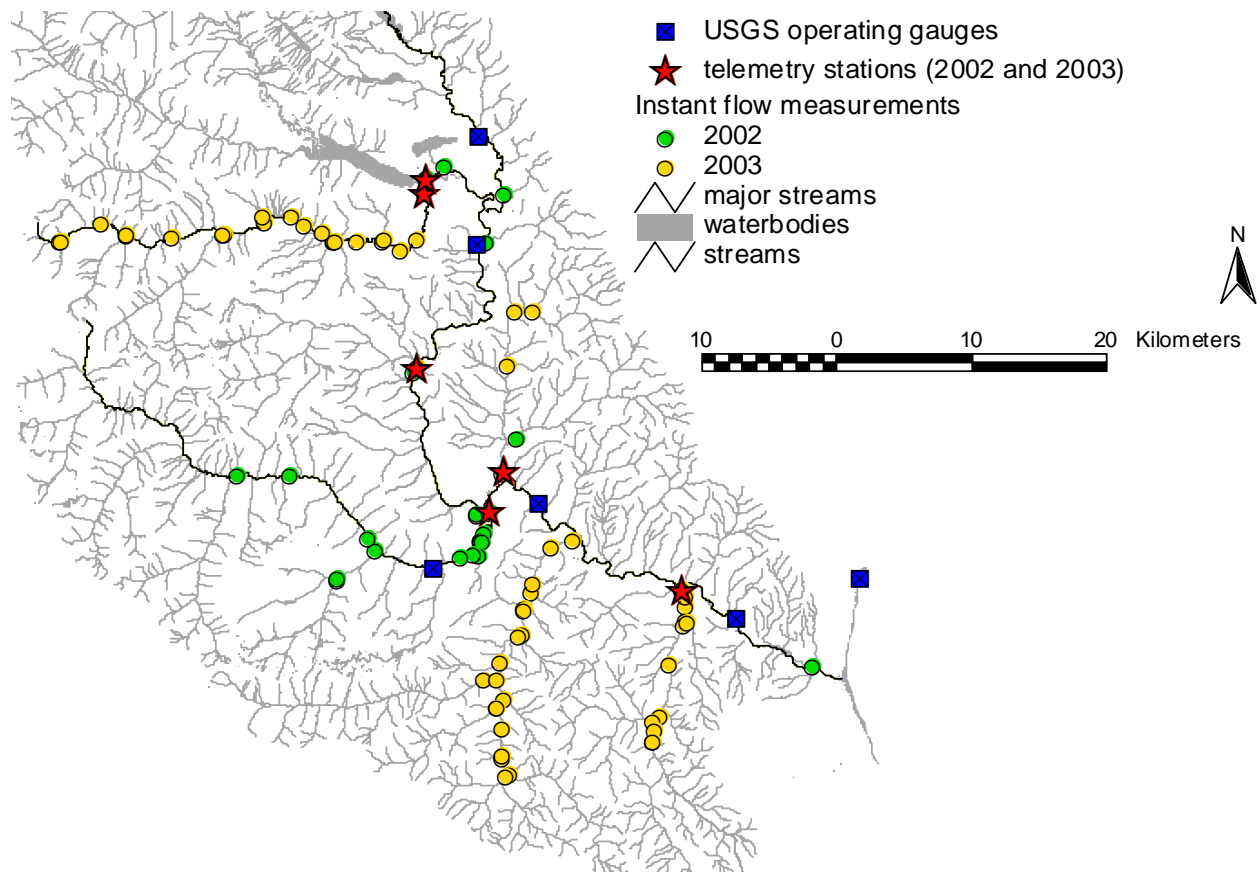 USGS operating gauges
telemetry stations (2002 and 2003)
Instant flow measurements
2002
2003
major streams
waterbodies
streams
N
10 0 10 20 Kilometers